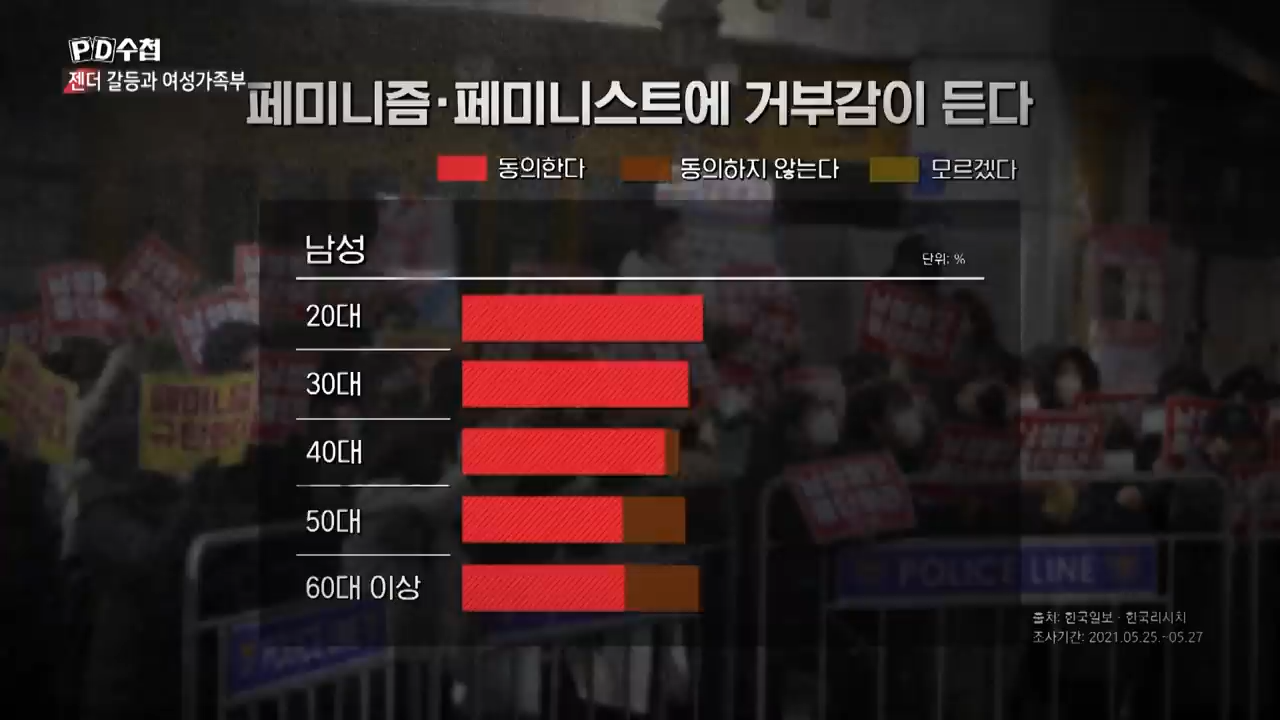 PD수첩
젠더 갈등과 여성가족부
페미니즘·페미니스트에 거부감이 든다
동의한다 동의하지 않는다 모르겠다
남성
단위: %
20대
30대
40대
50대
60대 이상
POLICE LINE
출처: 한국일보·한국리서치
조사기간: 2021.05.25.~05.27